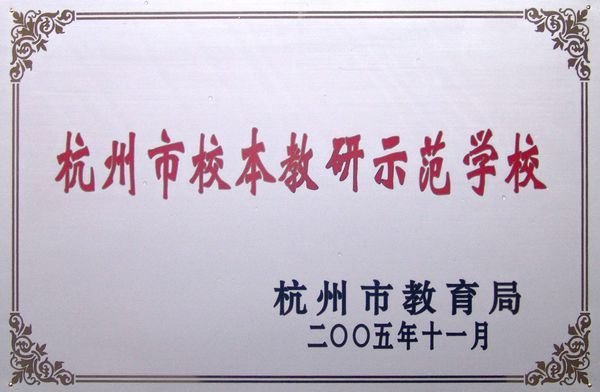 杭州市校本教研示范学校
杭州市教育局
二〇〇五年十一月